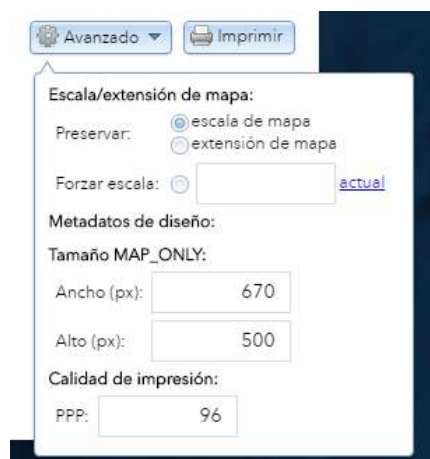 Avanzado Imprimir
Escala/extensión de mapa:
Preservar: escala de mapa
extensión de mapa
Forzar escala: actual
Metadatos de diseño:
Tamaño MAP_ONLY:
Ancho (px): 670
Alto (px): 500
Calidad de impresión:
PPP: 96